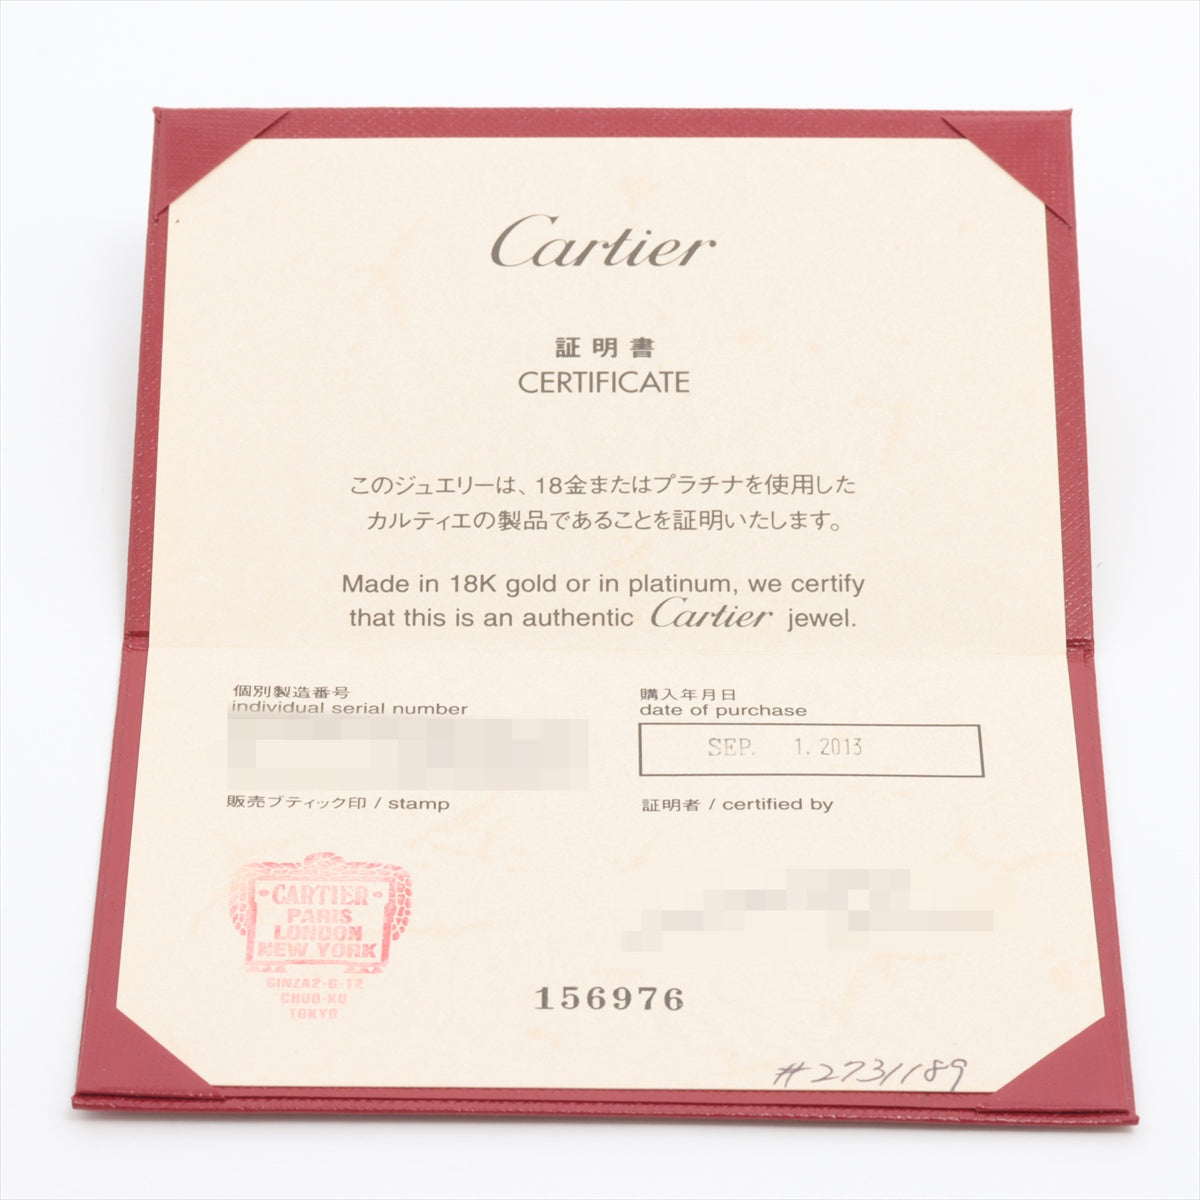 Cartier
証明書
CERTIFICATE
このジュエリーは、18金またはプラチナを使用した
カルティエの製品であることを証明いたします。
Made in 18K gold or in platinum, we certify
that this is an authentic Cartier jewel.
個別製造番号
individual serial number
購入年月日
date of purchase
SEP. 1. 2013
販売ブティック印 / stamp
証明者 / certified by
CARTIER
PARIS
LONDON
NEW YORK
GINZA2-6-12
CHUO-KU
TOKYO
156976
#2731189